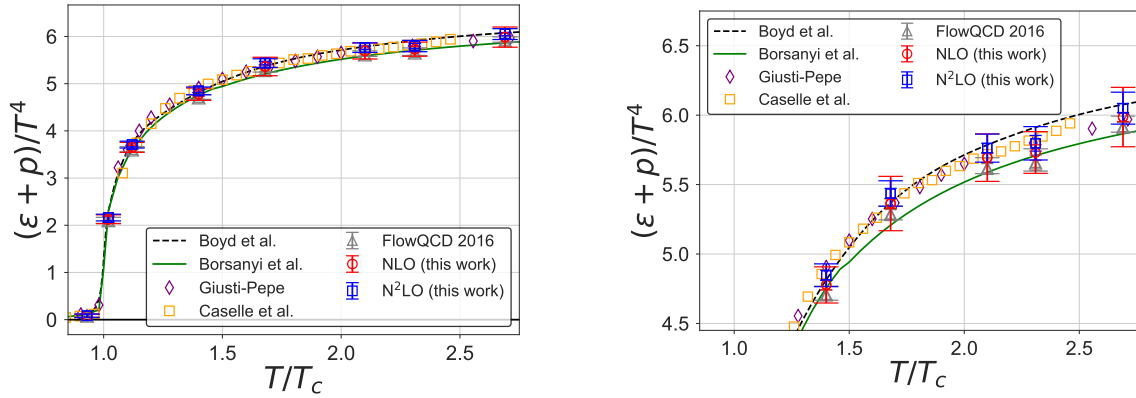 6
5
4
3
2
1
0
(ε + p)/T⁴
Boyd et al.
Borsanyi et al.
Giusti-Pepe
Caselle et al.
FlowQCD 2016
NLO (this work)
N²LO (this work)
1.0 1.5 2.0 2.5
T/T_c
6.5
6.0
5.5
5.0
4.5
(ε + p)/T⁴
Boyd et al.
Borsanyi et al.
Giusti-Pepe
Caselle et al.
FlowQCD 2016
NLO (this work)
N²LO (this work)
1.0 1.5 2.0 2.5
T/T_c